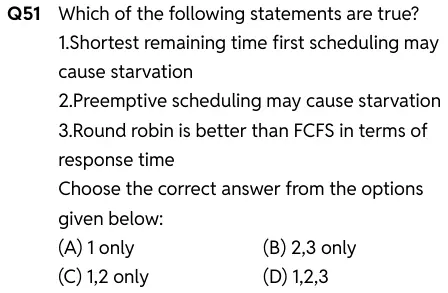 Q51 Which of the following statements are true?
1.Shortest remaining time first scheduling may
cause starvation
2.Preemptive scheduling may cause starvation
3.Round robin is better than FCFS in terms of
response time
Choose the correct answer from the options
given below:
(A) 1 only (B) 2,3 only
(C) 1,2 only (D) 1,2,3